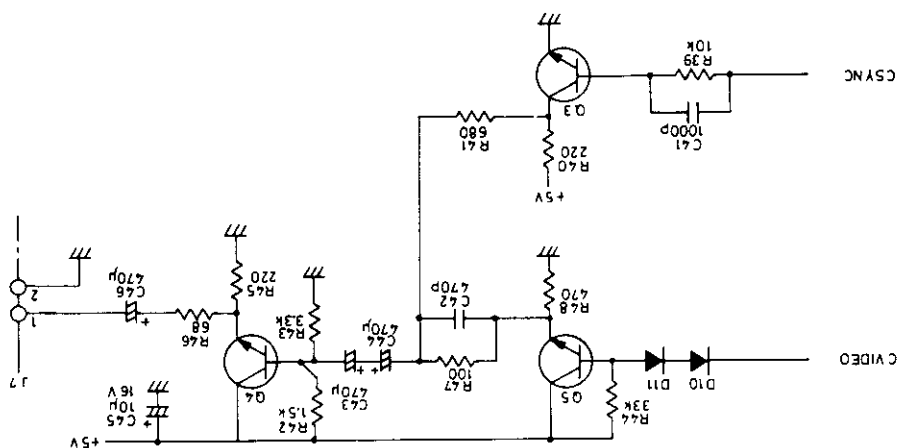 +5V
C45
10µ
16V
R42
1.5k
R44
33k
J7
CVIDEO
D10
D11
Q5
R47
100
C43
470µ
Q4
C44
470µ
R43
3.3k
R46
68
1
C42
470p
R48
470
R45
220
C46
470µ
2
+5V
R40
220
R41
680
C41
1000p
Q3
CSYNC
R39
10k